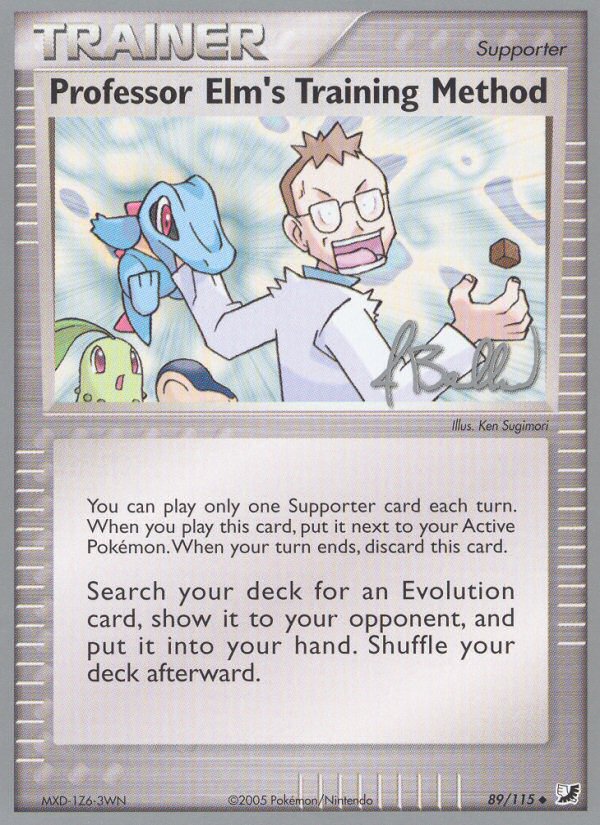 TRAINER
Supporter
Professor Elm's Training Method
Illus. Ken Sugimori
You can play only one Supporter card each turn.
When you play this card, put it next to your Active
Pokémon. When your turn ends, discard this card.
Search your deck for an Evolution
card, show it to your opponent, and
put it into your hand. Shuffle your
deck afterward.
MXD-1Z6-3WN
©2005 Pokémon/Nintendo
89/115